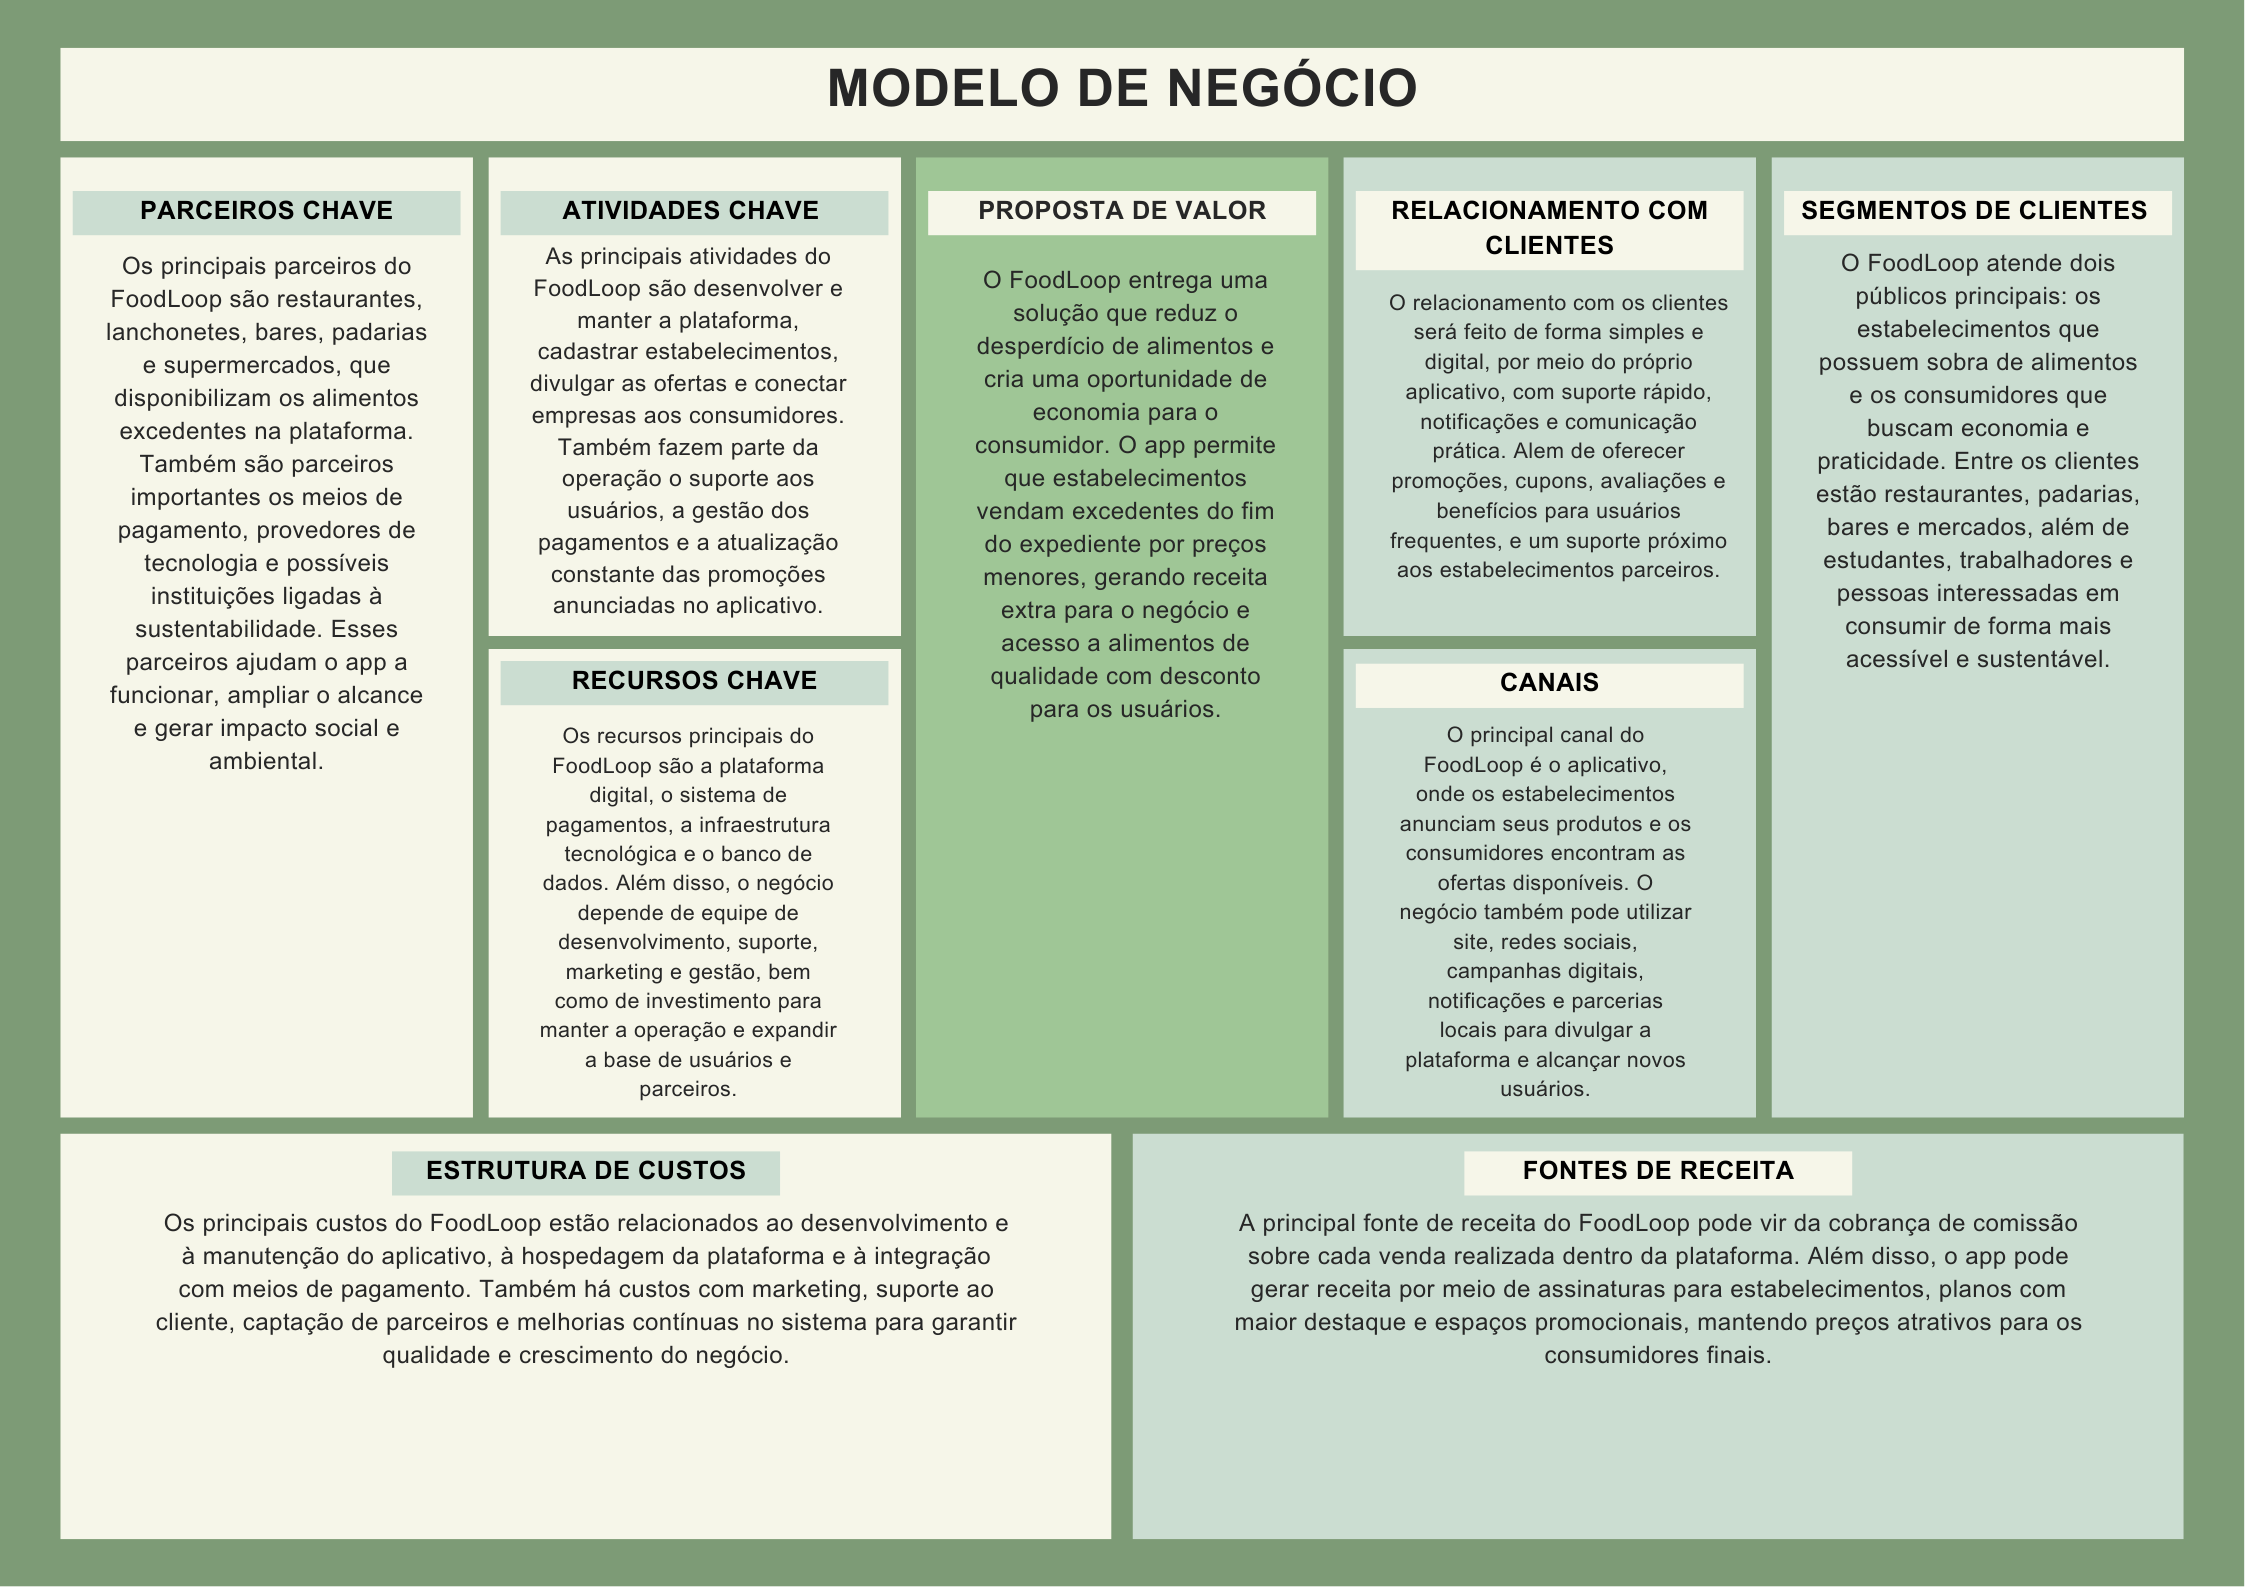 MODELO DE NEGÓCIO
PARCEIROS CHAVE
Os principais parceiros do
FoodLoop são restaurantes,
lanchonetes, bares, padarias
e supermercados, que
disponibilizam os alimentos
excedentes na plataforma.
Também são parceiros
importantes os meios de
pagamento, provedores de
tecnologia e possíveis
instituições ligadas à
sustentabilidade. Esses
parceiros ajudam o app a
funcionar, ampliar o alcance
e gerar impacto social e
ambiental.
ATIVIDADES CHAVE
As principais atividades do
FoodLoop são desenvolver e
manter a plataforma,
cadastrar estabelecimentos,
divulgar as ofertas e conectar
empresas aos consumidores.
Também fazem parte da
operação o suporte aos
usuários, a gestão dos
pagamentos e a atualização
constante das promoções
anunciadas no aplicativo.
RECURSOS CHAVE
Os recursos principais do
FoodLoop são a plataforma
digital, o sistema de
pagamentos, a infraestrutura
tecnológica e o banco de
dados. Além disso, o negócio
depende de equipe de
desenvolvimento, suporte,
marketing e gestão, bem
como de investimento para
manter a operação e expandir
a base de usuários e
parceiros.
PROPOSTA DE VALOR
O FoodLoop entrega uma
solução que reduz o
desperdício de alimentos e
cria uma oportunidade de
economia para o
consumidor. O app permite
que estabelecimentos
vendam excedentes do fim
do expediente por preços
menores, gerando receita
extra para o negócio e
acesso a alimentos de
qualidade com desconto
para os usuários.
RELACIONAMENTO COM
CLIENTES
O relacionamento com os clientes
será feito de forma simples e
digital, por meio do próprio
aplicativo, com suporte rápido,
notificações e comunicação
prática. Alem de oferecer
promoções, cupons, avaliações e
benefícios para usuários
frequentes, e um suporte próximo
aos estabelecimentos parceiros.
CANAIS
O principal canal do
FoodLoop é o aplicativo,
onde os estabelecimentos
anunciam seus produtos e os
consumidores encontram as
ofertas disponíveis. O
negócio também pode utilizar
site, redes sociais,
campanhas digitais,
notificações e parcerias
locais para divulgar a
plataforma e alcançar novos
usuários.
SEGMENTOS DE CLIENTES
O FoodLoop atende dois
públicos principais: os
estabelecimentos que
possuem sobra de alimentos
e os consumidores que
buscam economia e
praticidade. Entre os clientes
estão restaurantes, padarias,
bares e mercados, além de
estudantes, trabalhadores e
pessoas interessadas em
consumir de forma mais
acessível e sustentável.
ESTRUTURA DE CUSTOS
Os principais custos do FoodLoop estão relacionados ao desenvolvimento e
à manutenção do aplicativo, à hospedagem da plataforma e à integração
com meios de pagamento. Também há custos com marketing, suporte ao
cliente, captação de parceiros e melhorias contínuas no sistema para garantir
qualidade e crescimento do negócio.
FONTES DE RECEITA
A principal fonte de receita do FoodLoop pode vir da cobrança de comissão
sobre cada venda realizada dentro da plataforma. Além disso, o app pode
gerar receita por meio de assinaturas para estabelecimentos, planos com
maior destaque e espaços promocionais, mantendo preços atrativos para os
consumidores finais.